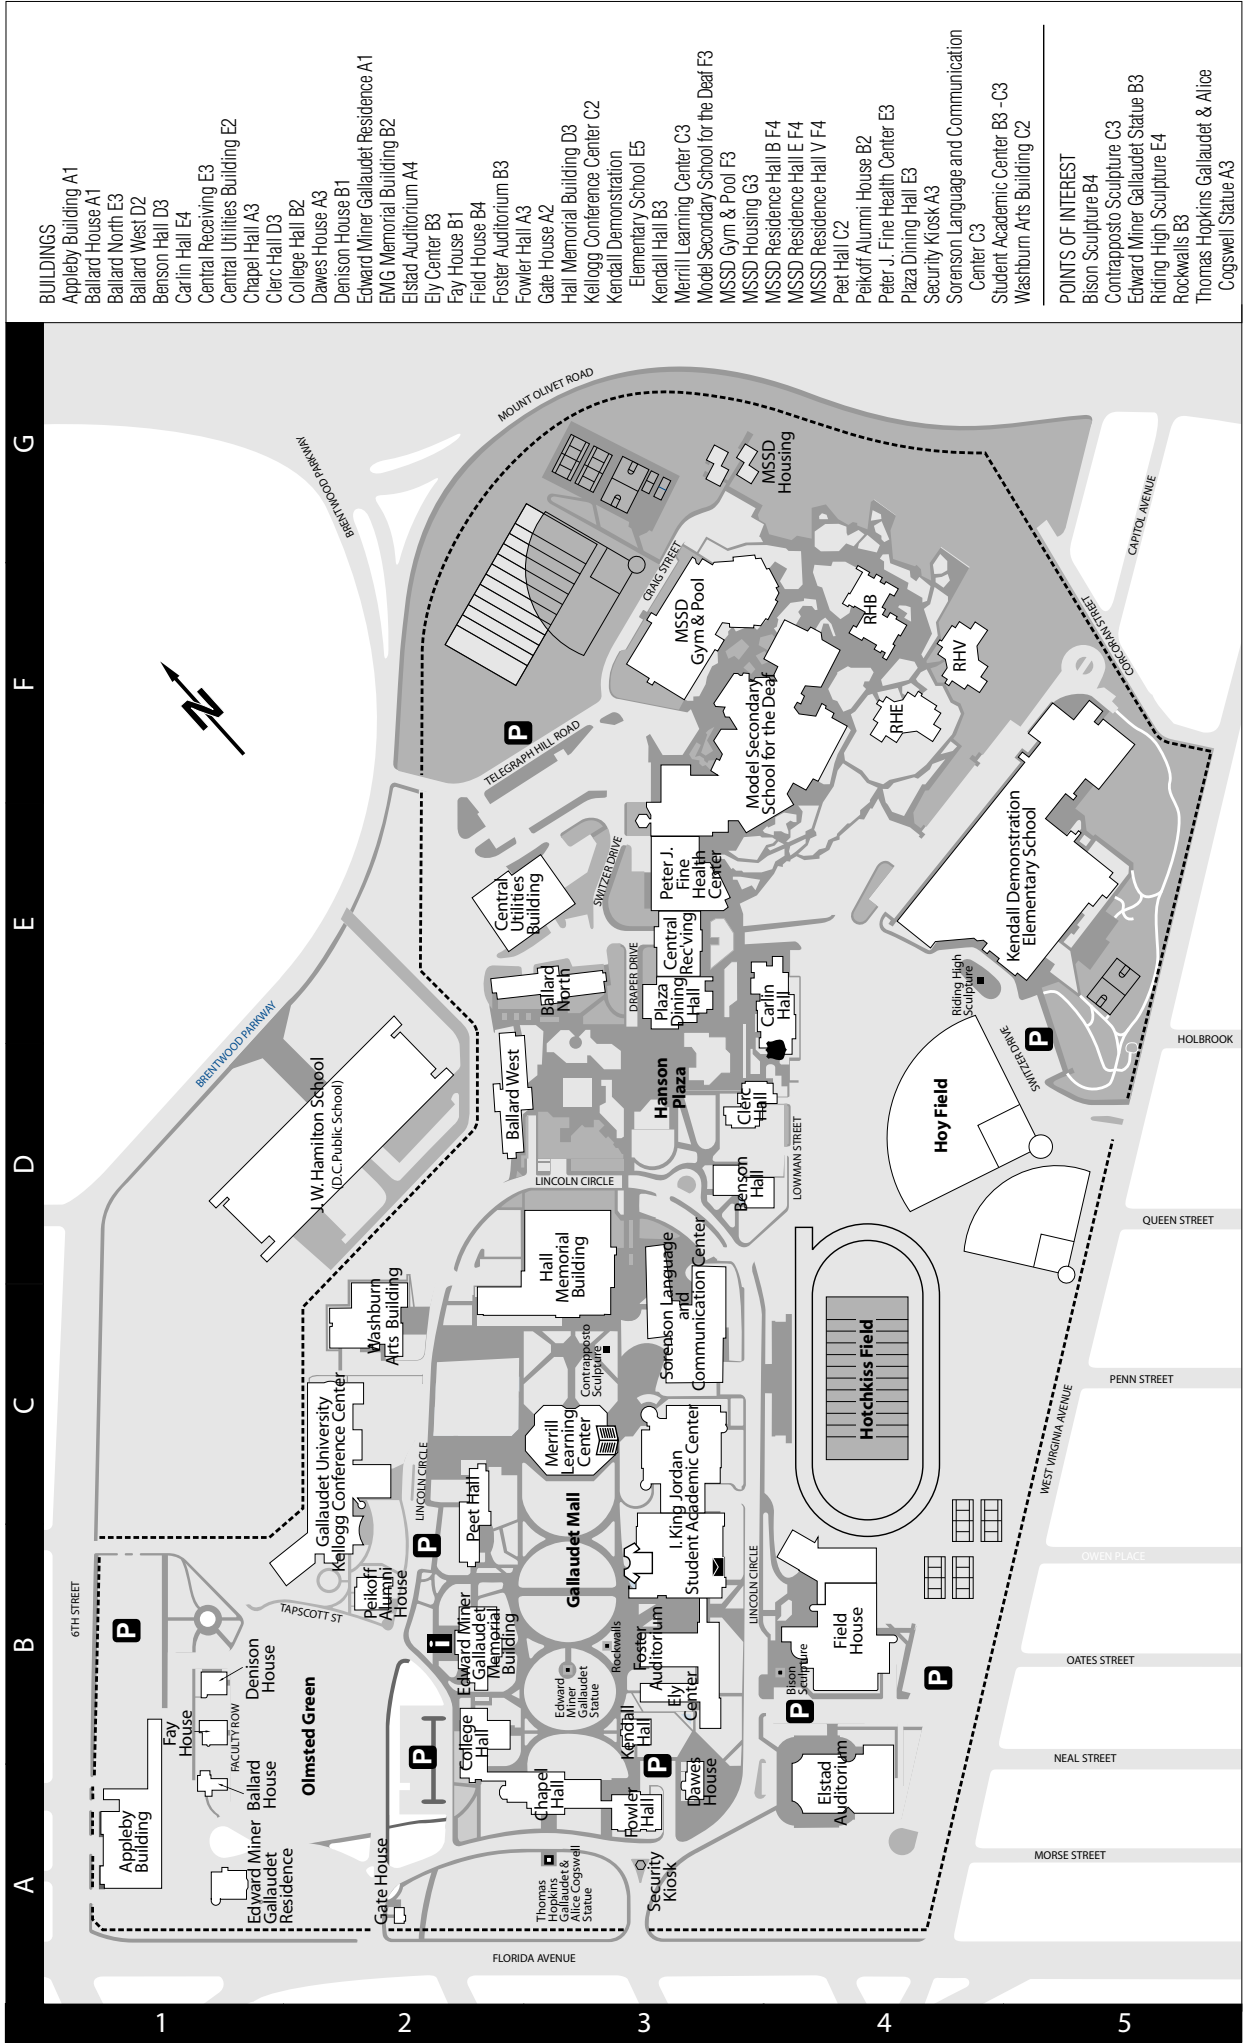 BUILDINGS
Appleby Building A1
Ballard House A1
Ballard North E3
Ballard West D2
Benson Hall D3
Carlin Hall E4
Central Receiving E3
Central Utilities Building E2
Chapel Hall A3
Clerc Hall D3
College Hall B2
Dawes House A3
Denison House B1
Edward Miner Gallaudet Residence A1
EMG Memorial Building B2
Elstad Auditorium A4
Ely Center B3
Fay House B1
Field House B4
Foster Auditorium B3
Fowler Hall A3
Gate House A2
Hall Memorial Building D3
Kellogg Conference Center C2
Kendall Demonstration
Elementary School E5
Kendall Hall B3
Merrill Learning Center C3
Model Secondary School for the Deaf F3
MSSD Gym & Pool F3
MSSD Housing G3
MSSD Residence Hall B F4
MSSD Residence Hall E F4
MSSD Residence Hall V F4
Peet Hall C2
Peikoff Alumni House B2
Peter J. Fine Health Center E3
Plaza Dining Hall E3
Security Kiosk A3
Sorenson Language and Communication
Center C3
Student Academic Center B3 -C3
Washburn Arts Building C2
POINTS OF INTEREST
Bison Sculpture B4
Contrapposto Sculpture C3
Edward Miner Gallaudet Statue B3
Riding High Sculpture E4
Rockwalls B3
Thomas Hopkins Gallaudet & Alice
Cogswell Statue A3
A
B
C
D
E
F
G
1
2
3
4
5
N
6TH STREET
BRENTWOOD PARKWAY
BRENTWOOD PARKWAY
MOUNT OLIVET ROAD
Appleby
Building
Fay
House
Denison
House
FACULTY ROW
Ballard
House
Edward Miner
Gallaudet
Residence
Olmsted Green
TAPSCOTT ST
P
Gallaudet University
Kellogg Conference Center
Peikoff
Alumni
House
Washburn
Arts Building
J. W. Hamilton School
(D.C. Public School)
Gate House
P
P
i
LINCOLN CIRCLE
College
Hall
Edward Miner
Gallaudet
Memorial
Building
Peet Hall
Chapel
Hall
Thomas
Hopkins
Gallaudet &
Alice Cogswell
Statue
Edward
Miner
Gallaudet
Statue
Gallaudet Mall
Rockwalls
Merrill
Learning
Center
Contrapposto
Sculpture
Hall
Memorial
Building
LINCOLN CIRCLE
Ballard West
Ballard
North
Central
Utilities
Building
TELEGRAPH HILL ROAD
P
SWITZER DRIVE
DRAPER DRIVE
CRAIG STREET
Fowler
Hall
Security
Kiosk
Dawes
House
P
Kendall
Hall
Ely
Center
Foster
Auditorium
I. King Jordan
Student Academic Center
Sorenson Language
and
Communication Center
Benson
Hall
Clerc
Hall
Hanson
Plaza
Plaza
Dining
Hall
Central
Rec'ving
Peter J.
Fine
Health
Center
Carlin
Hall
Model Secondary
School for the Deaf
MSSD
Gym & Pool
MSSD
Housing
RHB
RHE
RHV
LINCOLN CIRCLE
LOWMAN STREET
Elstad
Auditorium
P
Bison
Sculpture
Field
House
P
Hotchkiss Field
Hoy Field
Riding High
Sculpture
SWITZER DRIVE
P
Kendall Demonstration
Elementary School
CORCORAN STREET
CAPITOL AVENUE
WEST VIRGINIA AVENUE
FLORIDA AVENUE
MORSE STREET
NEAL STREET
OATES STREET
OWEN PLACE
PENN STREET
QUEEN STREET
HOLBROOK